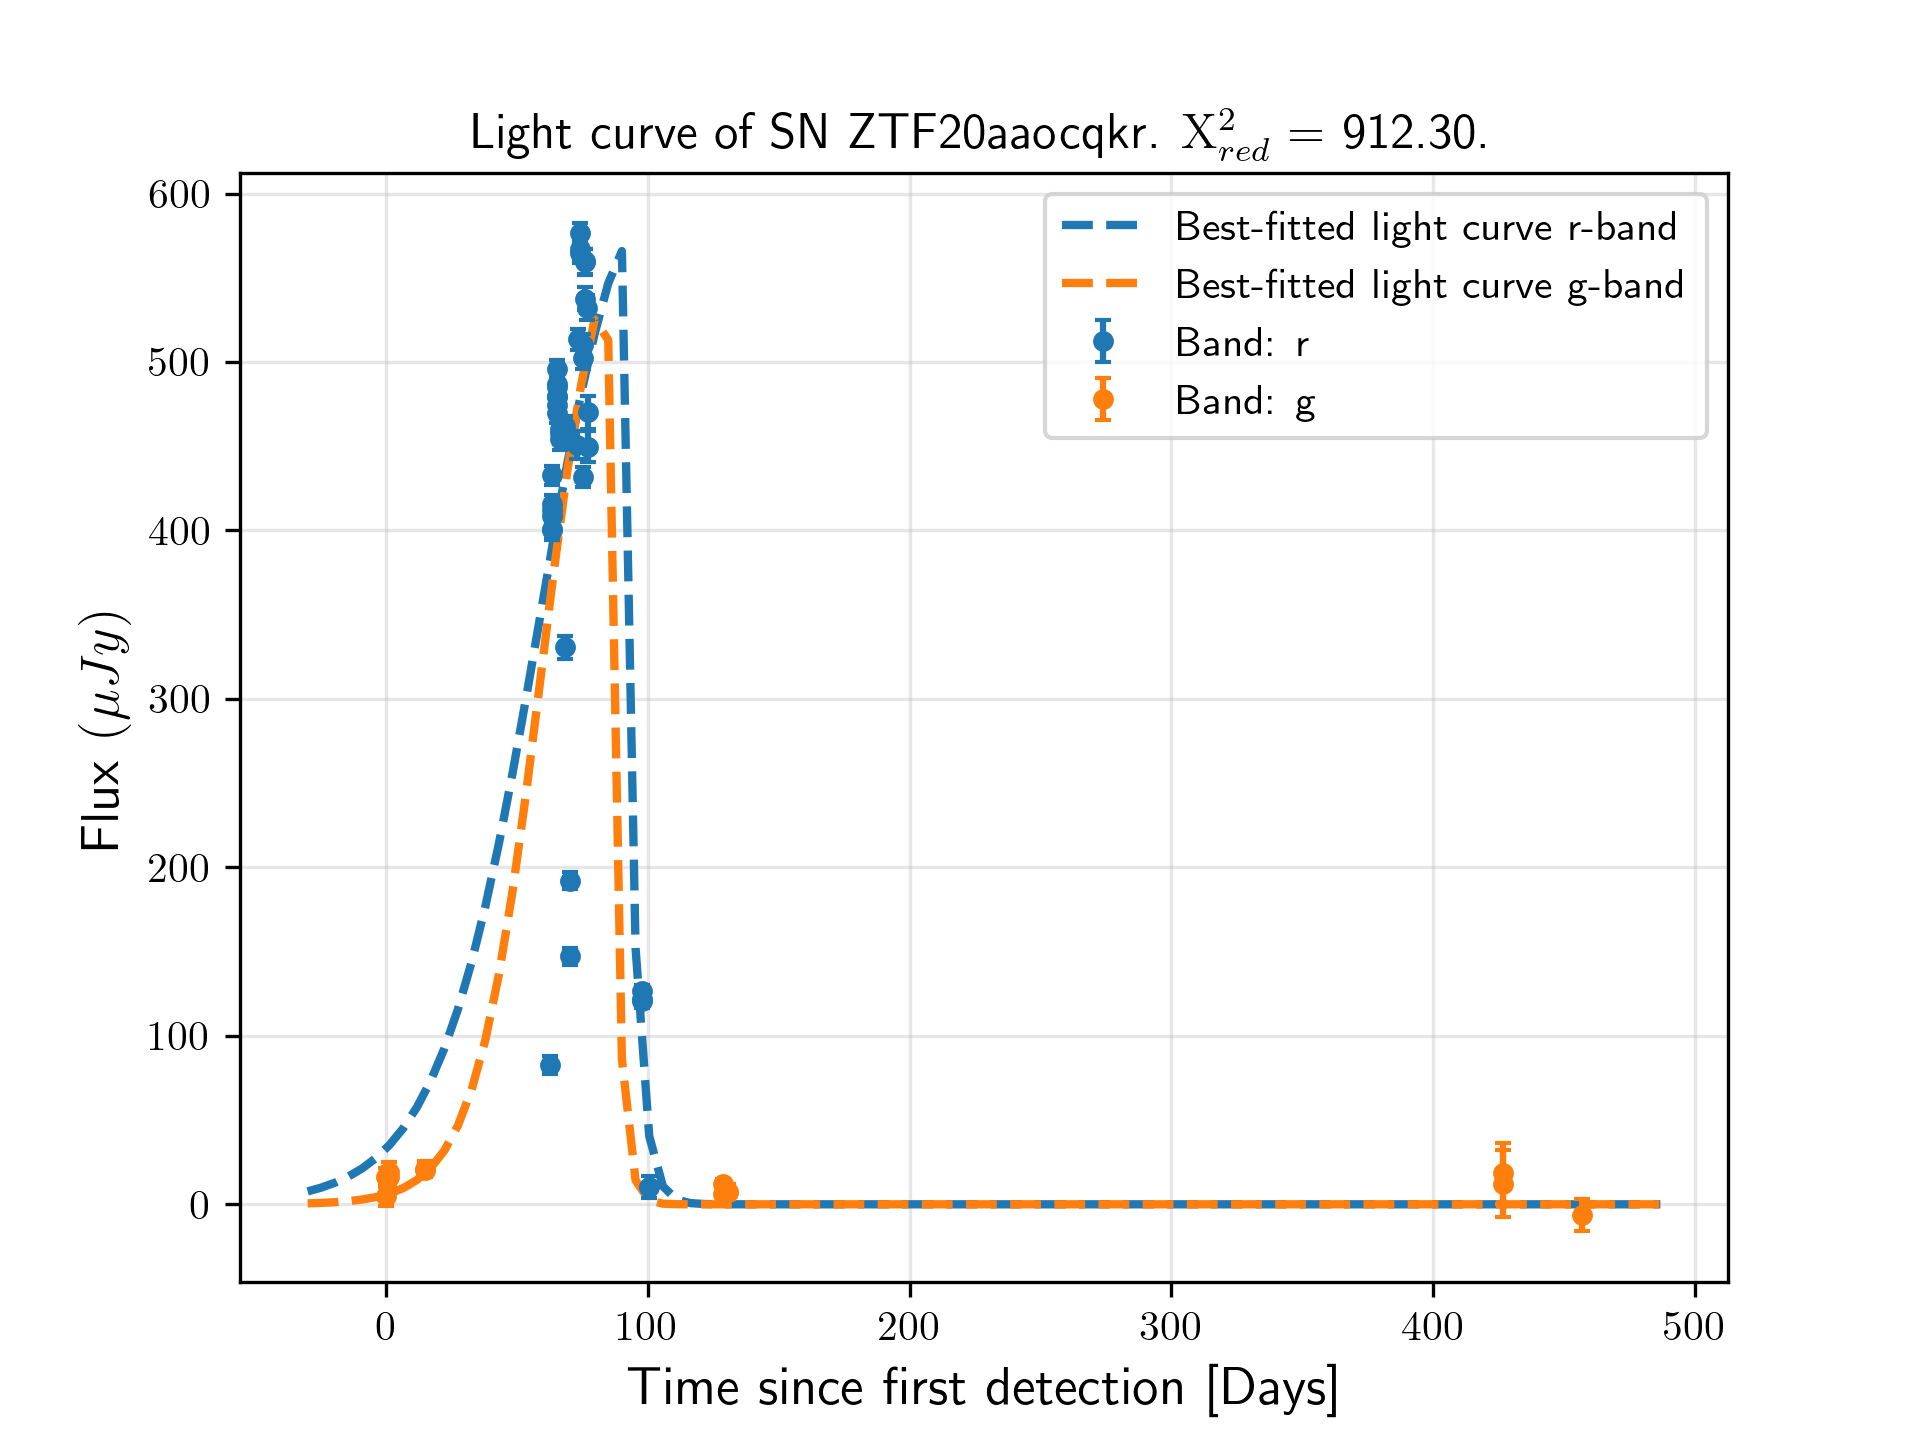 Light curve of SN ZTF20aaocqkr. X²_red = 912.30.
600
500
400
300
200
100
0
Flux (μJy)
Best-fitted light curve r-band
Best-fitted light curve g-band
Band: r
Band: g
0 100 200 300 400 500
Time since first detection [Days]